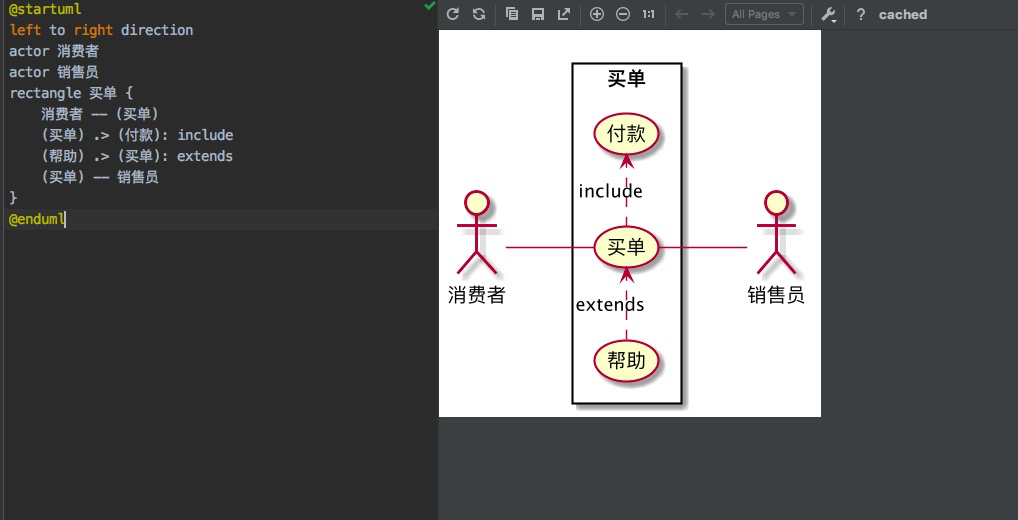 @startuml
left to right direction
actor 消费者
actor 销售员
rectangle 买单 {
消费者 -- (买单)
(买单) .> (付款): include
(帮助) .> (买单): extends
(买单) -- 销售员
}
@enduml
1:1 All Pages ? cached
买单
付款
include
买单
消费者
销售员
extends
帮助